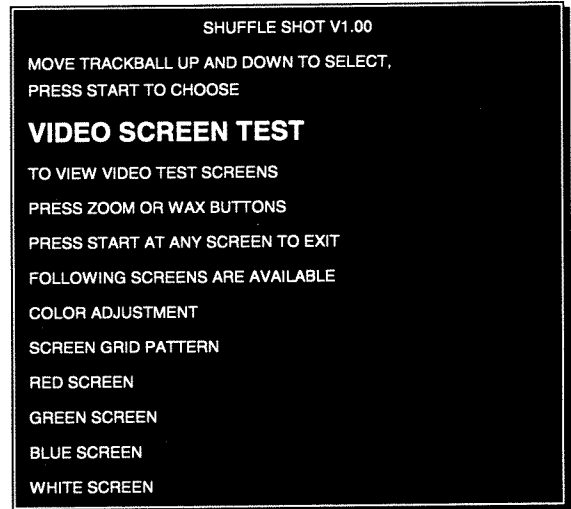 SHUFFLE SHOT V1.00
MOVE TRACKBALL UP AND DOWN TO SELECT,
PRESS START TO CHOOSE
VIDEO SCREEN TEST
TO VIEW VIDEO TEST SCREENS
PRESS ZOOM OR WAX BUTTONS
PRESS START AT ANY SCREEN TO EXIT
FOLLOWING SCREENS ARE AVAILABLE
COLOR ADJUSTMENT
SCREEN GRID PATTERN
RED SCREEN
GREEN SCREEN
BLUE SCREEN
WHITE SCREEN